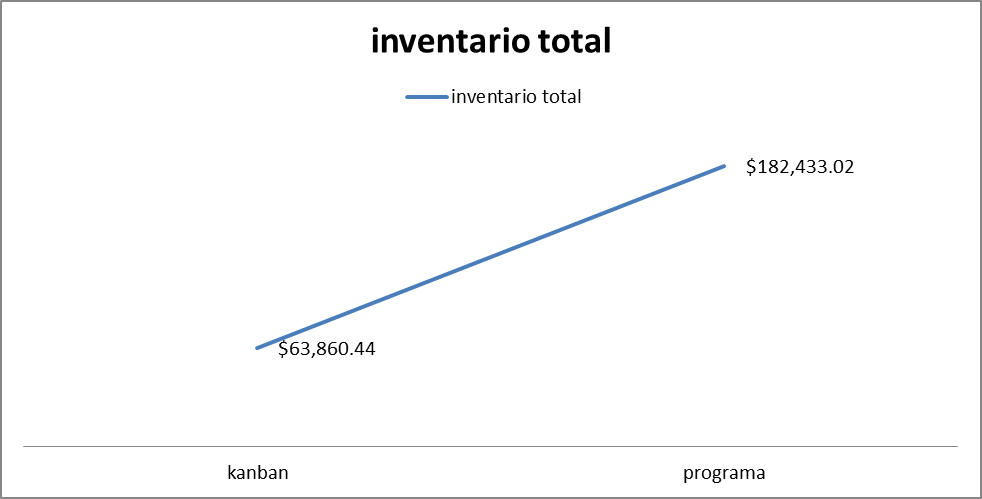 inventario total
inventario total
$182,433.02
$63,860.44
kanban
programa